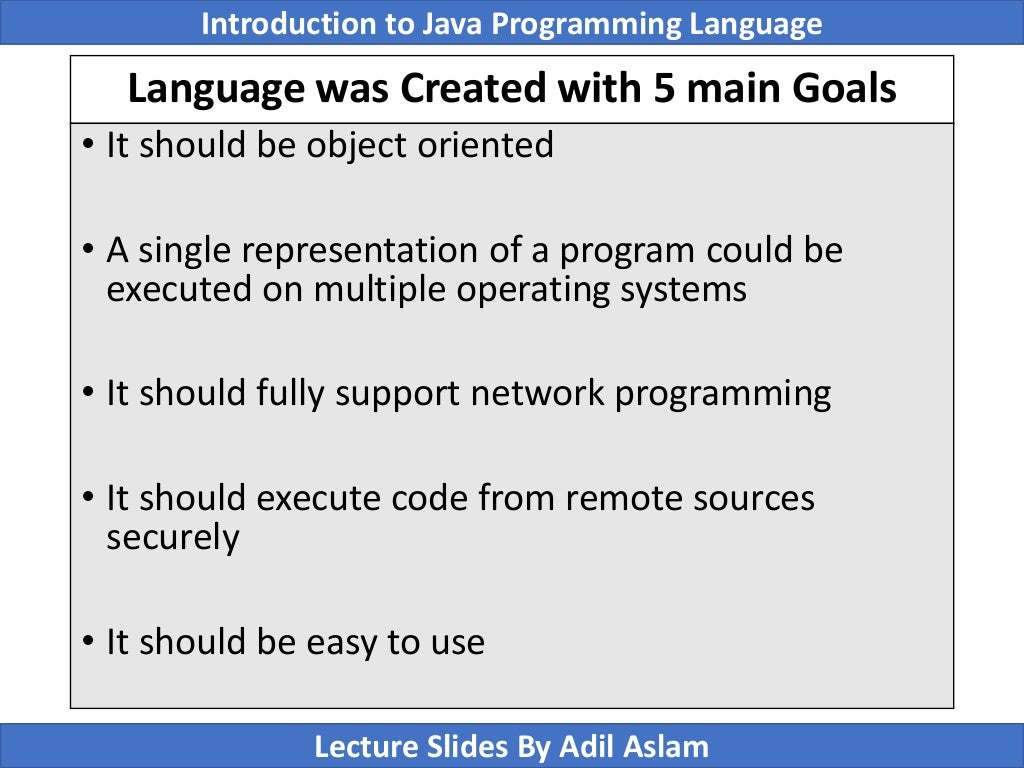 Introduction to Java Programming Language
Language was Created with 5 main Goals
• It should be object oriented
• A single representation of a program could be
executed on multiple operating systems
• It should fully support network programming
• It should execute code from remote sources
securely
• It should be easy to use
Lecture Slides By Adil Aslam